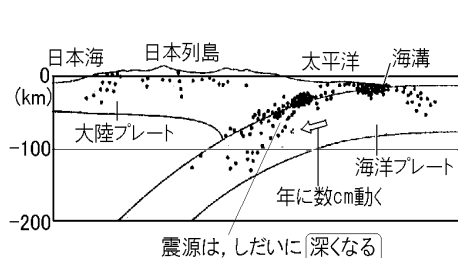 日本海
日本列島
太平洋
海溝
0
(km)
大陸プレート
-100
海洋プレート
年に数cm動く
-200
震源は，しだいに 深くなる